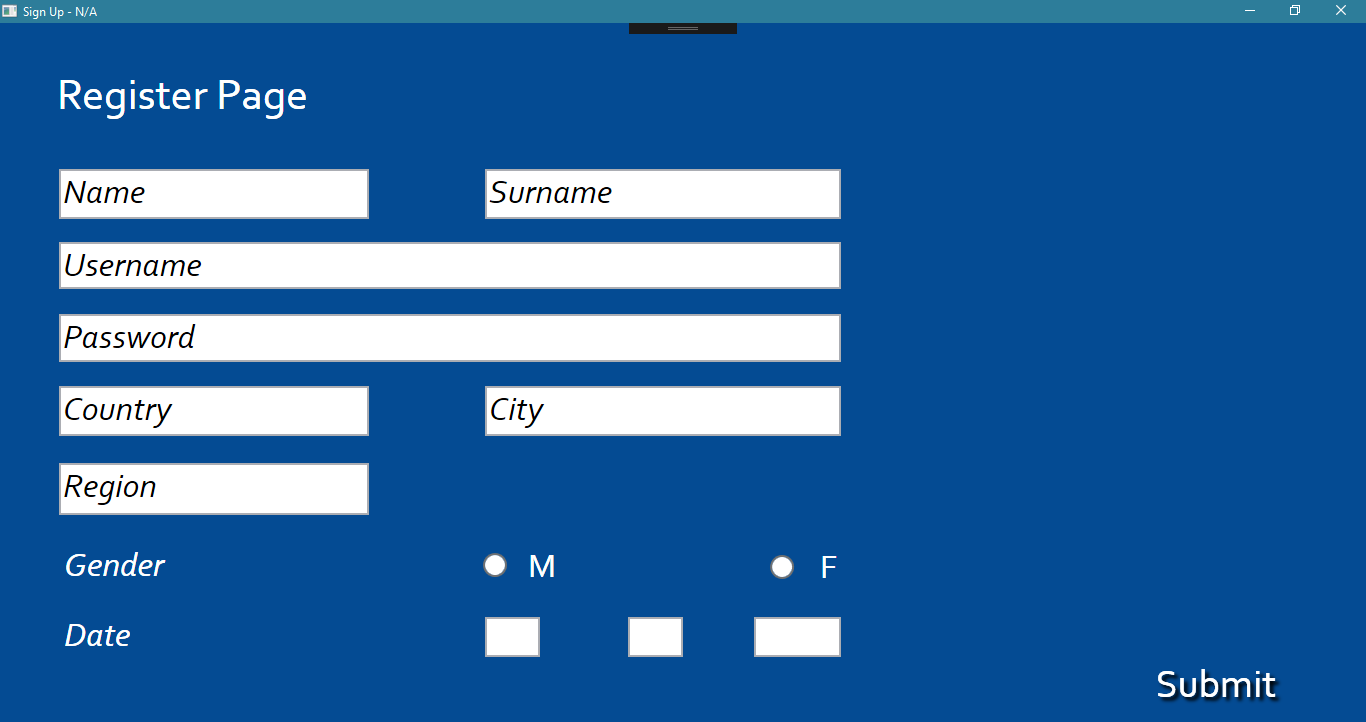 Sign Up - N/A
Register Page
Name Surname
Username
Password
Country City
Region
Gender M F
Date
Submit